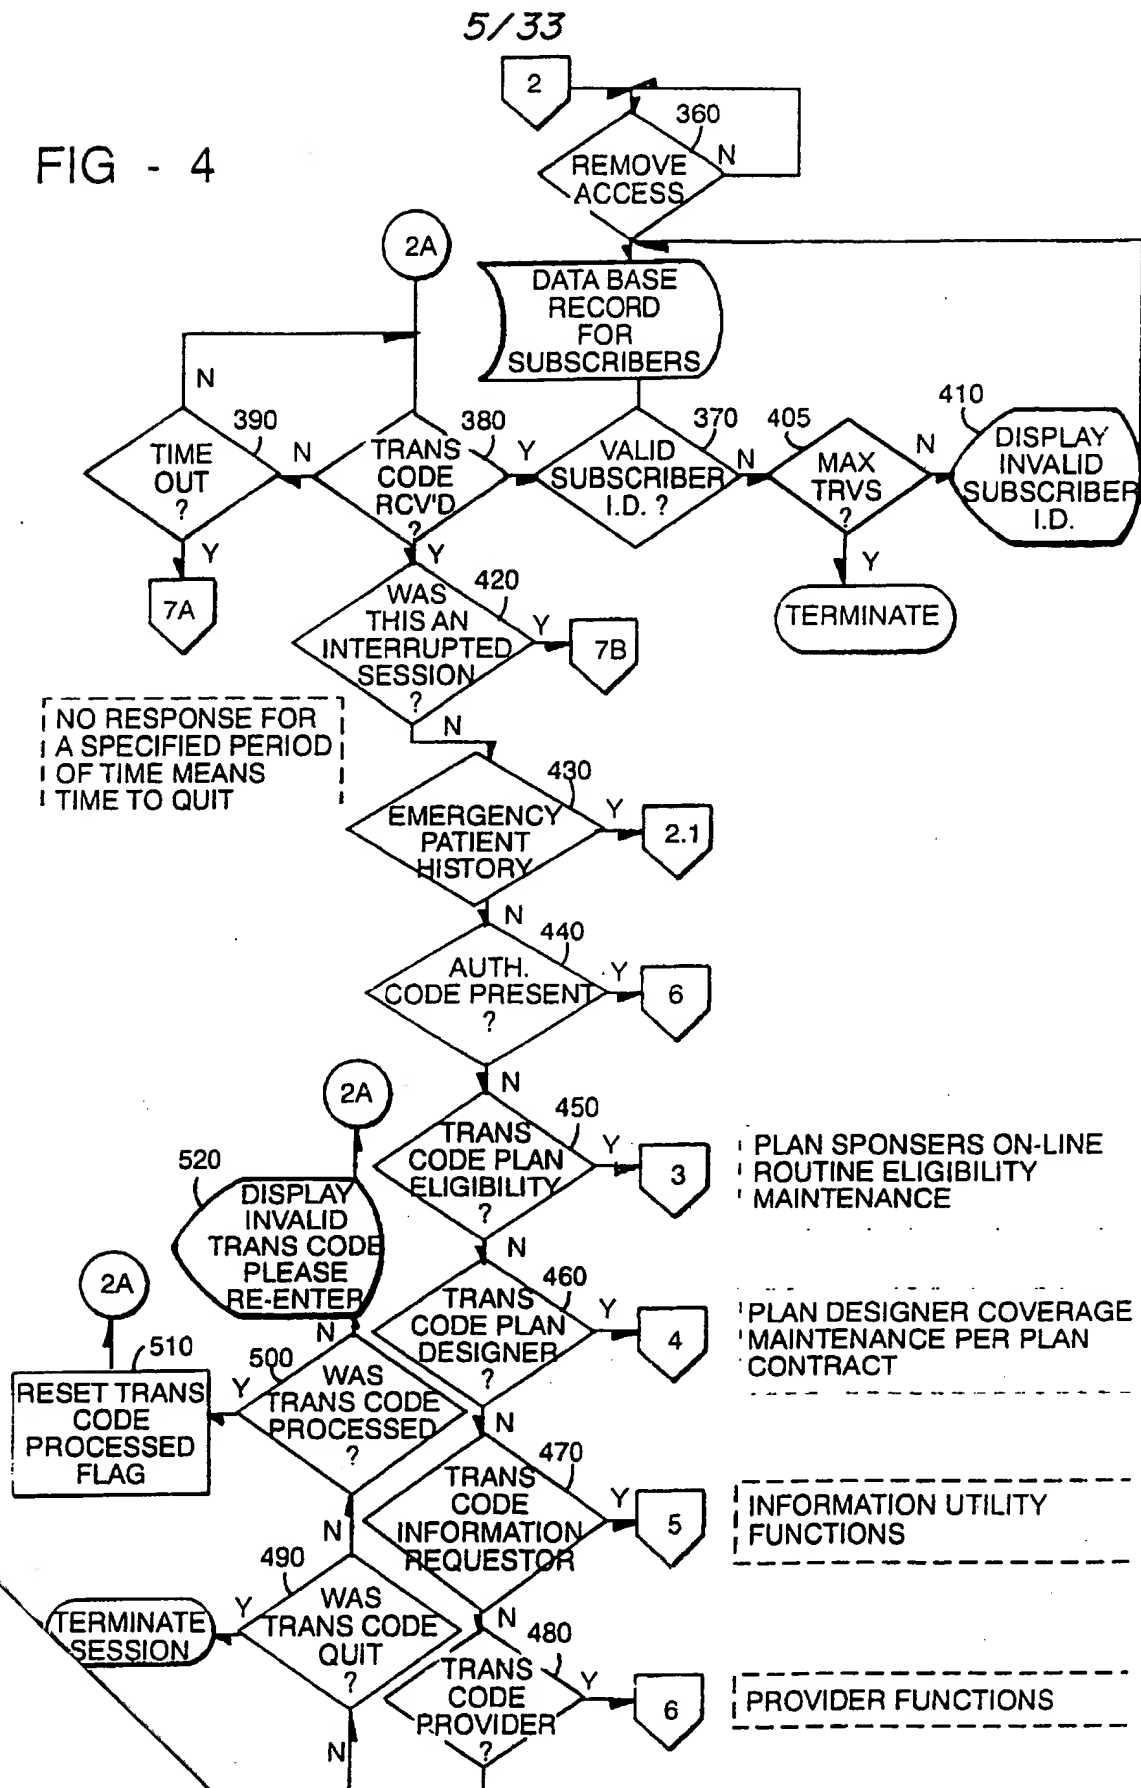 5/33
2
FIG - 4
360
N
REMOVE
ACCESS
2A
DATA BASE
RECORD
FOR
SUBSCRIBERS
N
390
TIME
OUT
?
N
380
TRANS
CODE
RCV'D
?
Y
370
VALID
SUBSCRIBER
I.D. ?
N
405
MAX
TRVS
?
N
410
DISPLAY
INVALID
SUBSCRIBER
I.D.
Y
7A
Y
420
WAS
THIS AN
INTERRUPTED
SESSION
?
Y
7B
Y
TERMINATE
NO RESPONSE FOR
A SPECIFIED PERIOD
OF TIME MEANS
TIME TO QUIT
N
430
EMERGENCY
PATIENT
HISTORY
Y
2.1
N
440
AUTH.
CODE PRESENT
?
Y
6
N
2A
450
TRANS
CODE PLAN
ELIGIBILITY
?
Y
3
PLAN SPONSERS ON-LINE
ROUTINE ELIGIBILITY
MAINTENANCE
520
DISPLAY
INVALID
TRANS CODE
PLEASE
RE-ENTER
N
2A
460
TRANS
CODE PLAN
DESIGNER
?
Y
4
PLAN DESIGNER COVERAGE
MAINTENANCE PER PLAN
CONTRACT
N
510
RESET TRANS
CODE
PROCESSED
FLAG
Y
500
WAS
TRANS CODE
PROCESSED
?
N
470
TRANS
CODE
INFORMATION
REQUESTOR
Y
5
INFORMATION UTILITY
FUNCTIONS
N
490
WAS
TRANS CODE
QUIT
?
Y
TERMINATE
SESSION
N
480
TRANS
CODE
PROVIDER
?
Y
6
PROVIDER FUNCTIONS
N